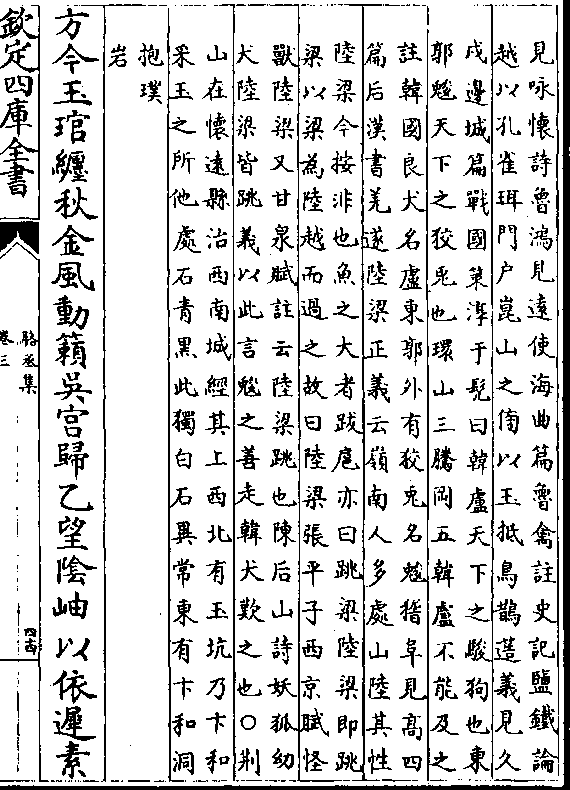 見咏懷詩魯鴻見遠使海曲篇魯禽註史記鹽鐵論
越以孔雀珥門户崑山之傍以玉抵鳥鵲莛義見久
戍邊城篇戰國策淳于髡曰韓盧天下之駿狗也東
郭㕙天下之狡兎也環山三騰岡五韓盧不能及之
註韓國良犬名盧東郭外有狡兎名㕙稽阜見髙四
篇后漢書羌遂陸梁正義云嶺南人多處山陸其性
陸梁今按非也魚之大者跋扈亦曰跳梁陸梁即跳
梁以梁為陸越而過之故曰陸梁張平子西京賦怪
獸陸梁又甘泉賦註云陸梁跳也陳后山詩妖狐幼
犬陸梁皆跳義以此言㕙之善走韓犬歎之也〇荆
山在懷遠縣治西南城經其上西北有玉坑乃卞和
采玉之所他處石青黑此獨白石異常東有卞和洞
抱璞
岩
方今玉琯纏秋金風動籟吳宫歸乙望陰岫以依遲素
欽定四庫全書
駱丞集
卷三